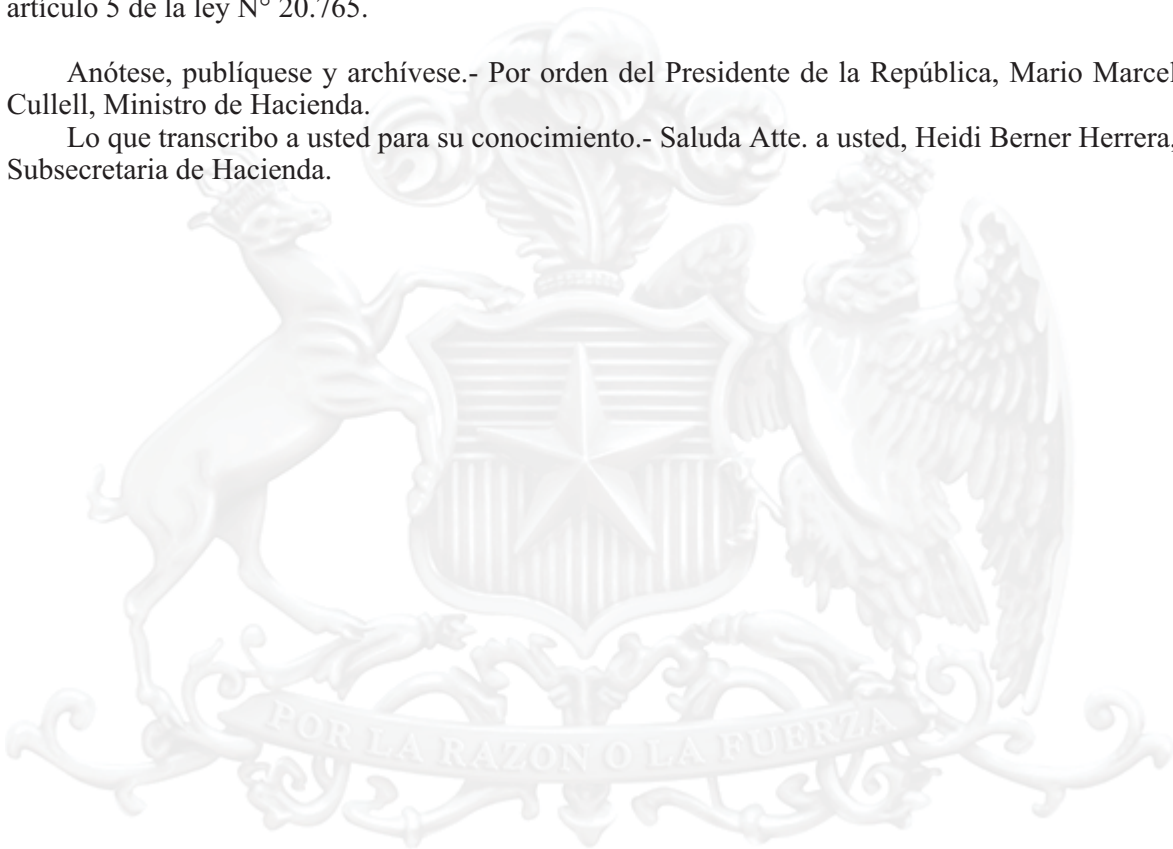 artículo 5 de la ley N° 20.765.
Anótese, publíquese y archívese.- Por orden del Presidente de la República, Mario Marcel
Cullell, Ministro de Hacienda.
Lo que transcribo a usted para su conocimiento.- Saluda Atte. a usted, Heidi Berner Herrera,
Subsecretaria de Hacienda.
POR LA RAZON O LA FUERZA